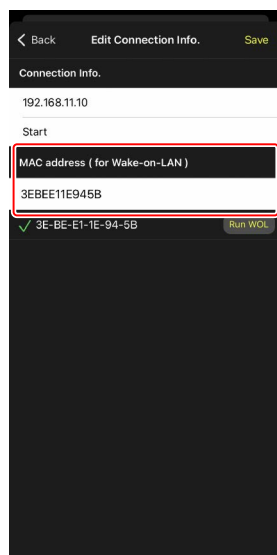 Back Edit Connection Info. Save
Connection Info.
192.168.11.10
Start
MAC address ( for Wake-on-LAN )
3EBEE11E945B
3E-BE-E1-1E-94-5B Run WOL